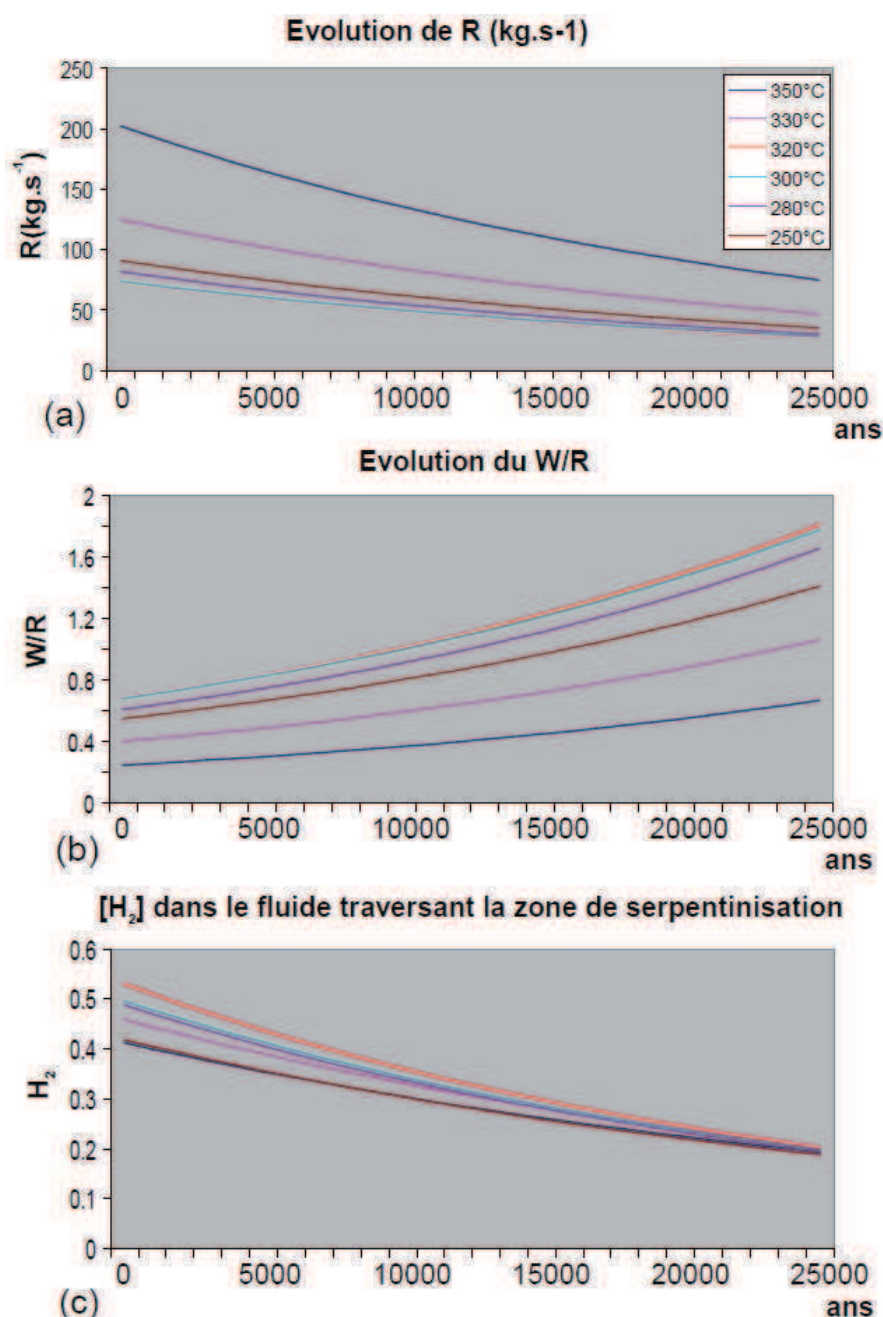 Evolution de R (kg.s-1)
250
200
150
100
50
0
R(kg.s-1)
350°C
330°C
320°C
300°C
280°C
250°C
0 5000 10000 15000 20000 25000
ans
(a)
Evolution du W/R
2
1.6
1.2
0.8
0.4
0
W/R
0 5000 10000 15000 20000 25000
ans
(b)
[H₂] dans le fluide traversant la zone de serpentinisation
0.6
0.5
0.4
0.3
0.2
0.1
0
H₂
0 5000 10000 15000 20000 25000
ans
(c)